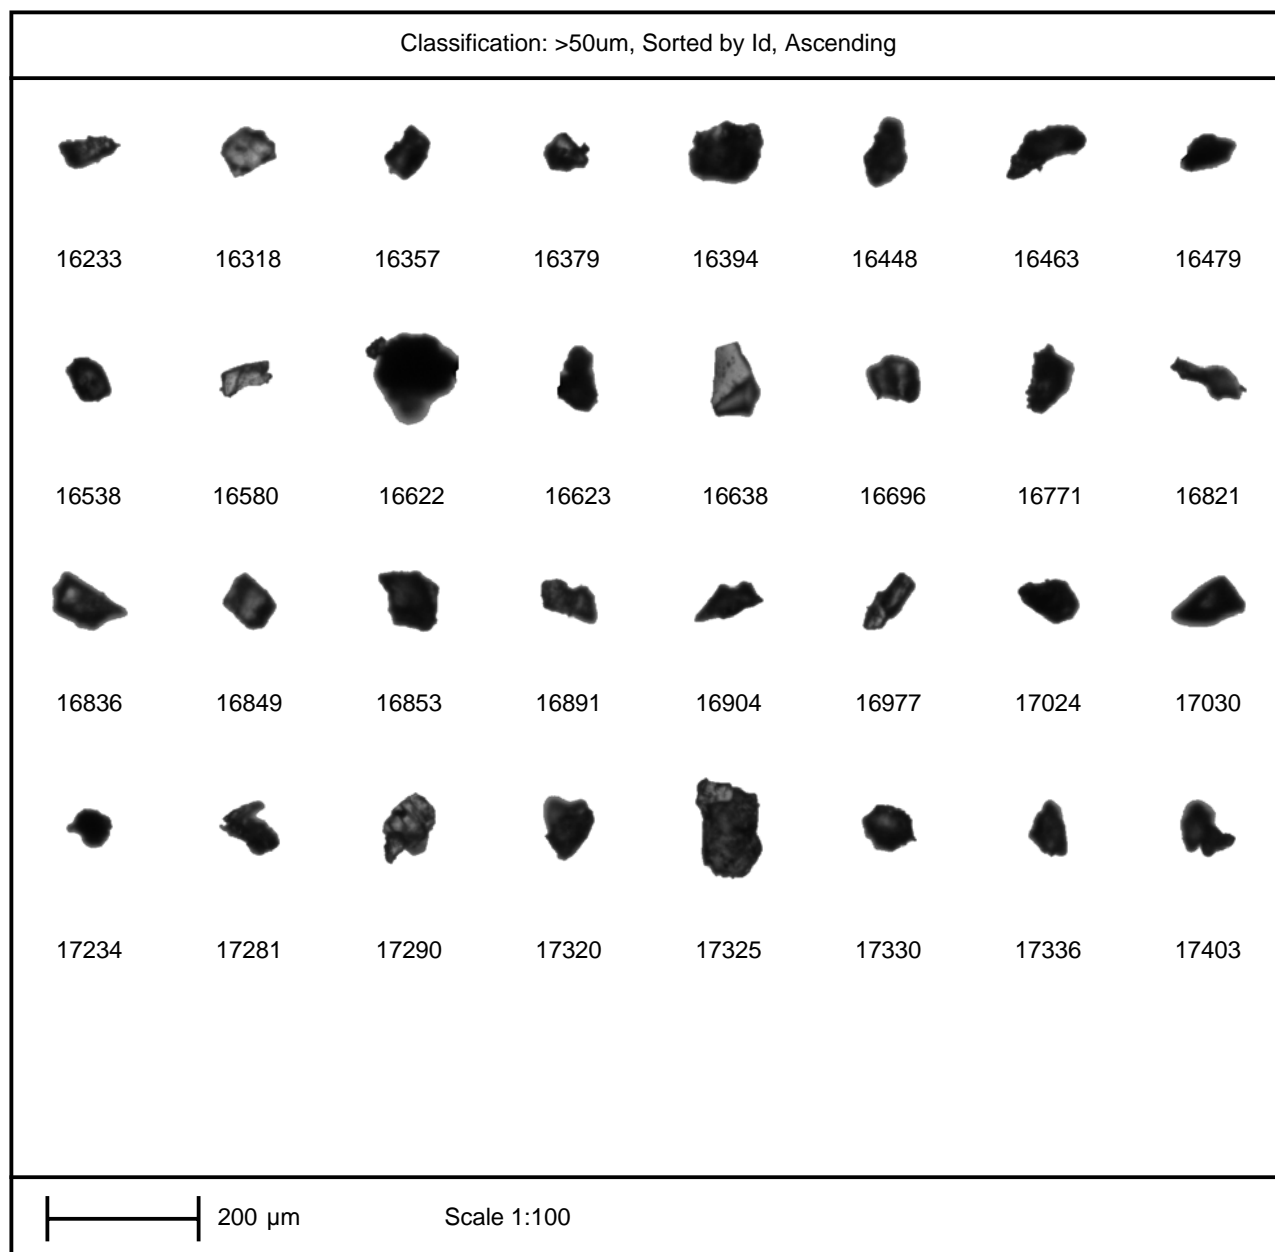 Classification: >50um, Sorted by Id, Ascending
16233 16318 16357 16379 16394 16448 16463 16479
16538 16580 16622 16623 16638 16696 16771 16821
16836 16849 16853 16891 16904 16977 17024 17030
17234 17281 17290 17320 17325 17330 17336 17403
200 µm Scale 1:100